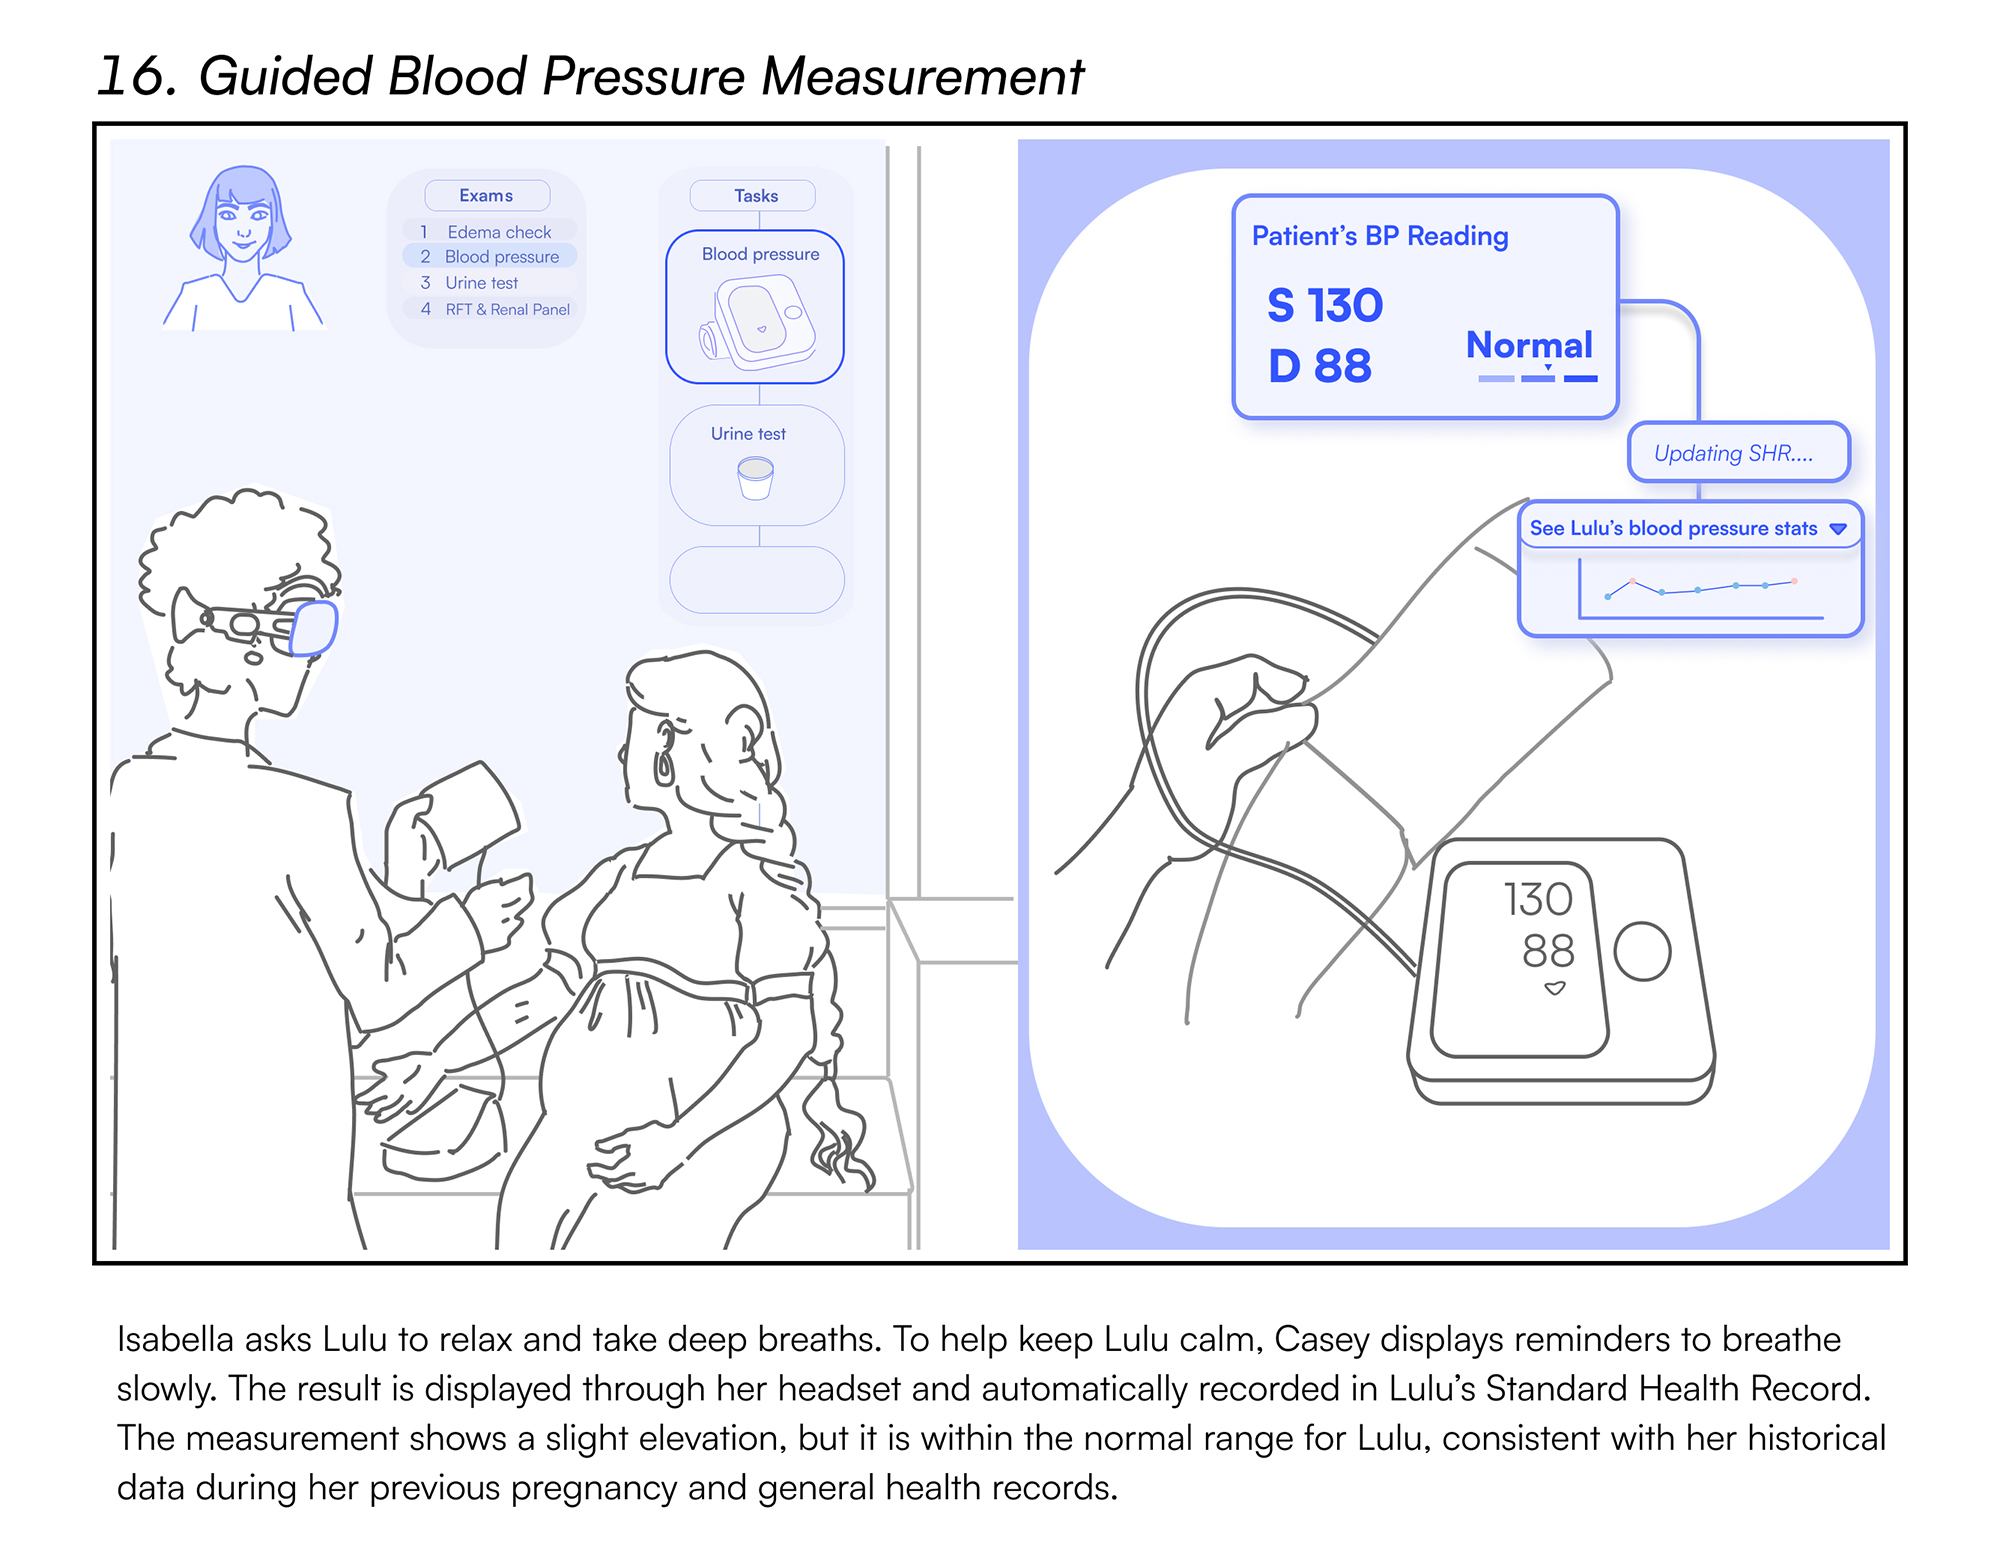 16. Guided Blood Pressure Measurement
Exams
1 Edema check
2 Blood pressure
3 Urine test
4 RFT & Renal Panel
Tasks
Blood pressure
Urine test
Patient's BP Reading
S 130
D 88
Normal
Updating SHR....
See Lulu's blood pressure stats
130
88
Isabella asks Lulu to relax and take deep breaths. To help keep Lulu calm, Casey displays reminders to breathe
slowly. The result is displayed through her headset and automatically recorded in Lulu's Standard Health Record.
The measurement shows a slight elevation, but it is within the normal range for Lulu, consistent with her historical
data during her previous pregnancy and general health records.